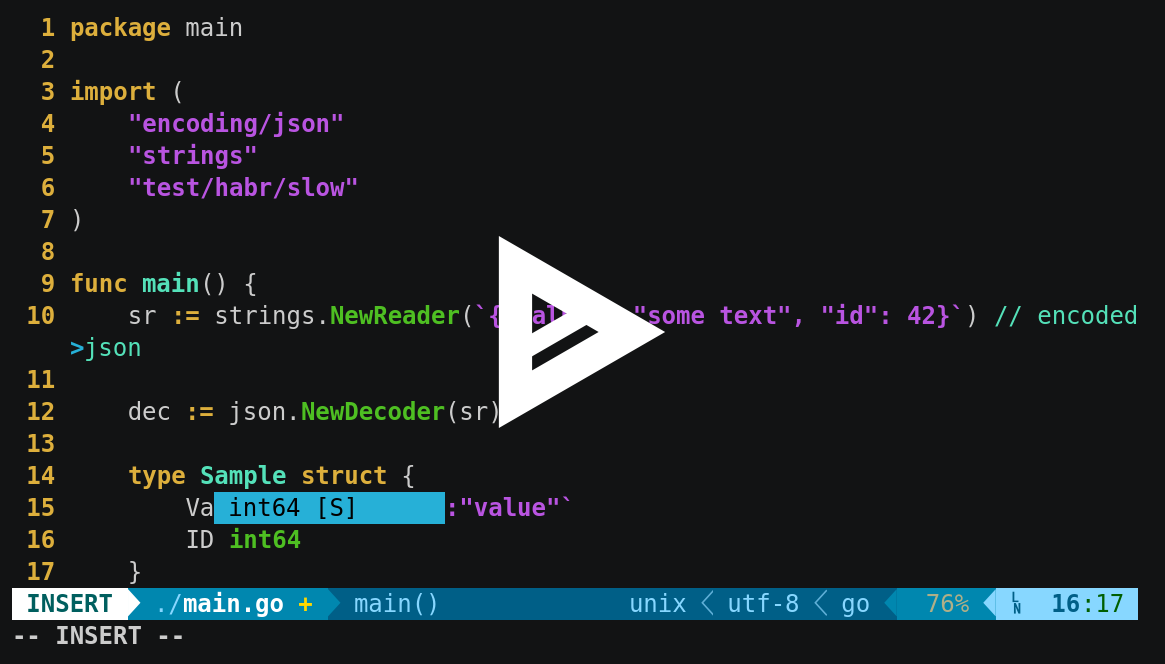 1 package main
2
3 import (
4     "encoding/json"
5     "strings"
6     "test/habr/slow"
7 )
8
9 func main() {
10     sr := strings.NewReader(`{ "some text", "id": 42}`) // encoded
>json
11
12     dec := json.NewDecoder(sr)
13
14     type Sample struct {
15         Va int64 [S] :"value"`
16         ID int64
17     }
INSERT ./main.go + main() unix utf-8 go 76% LN 16:17
-- INSERT --